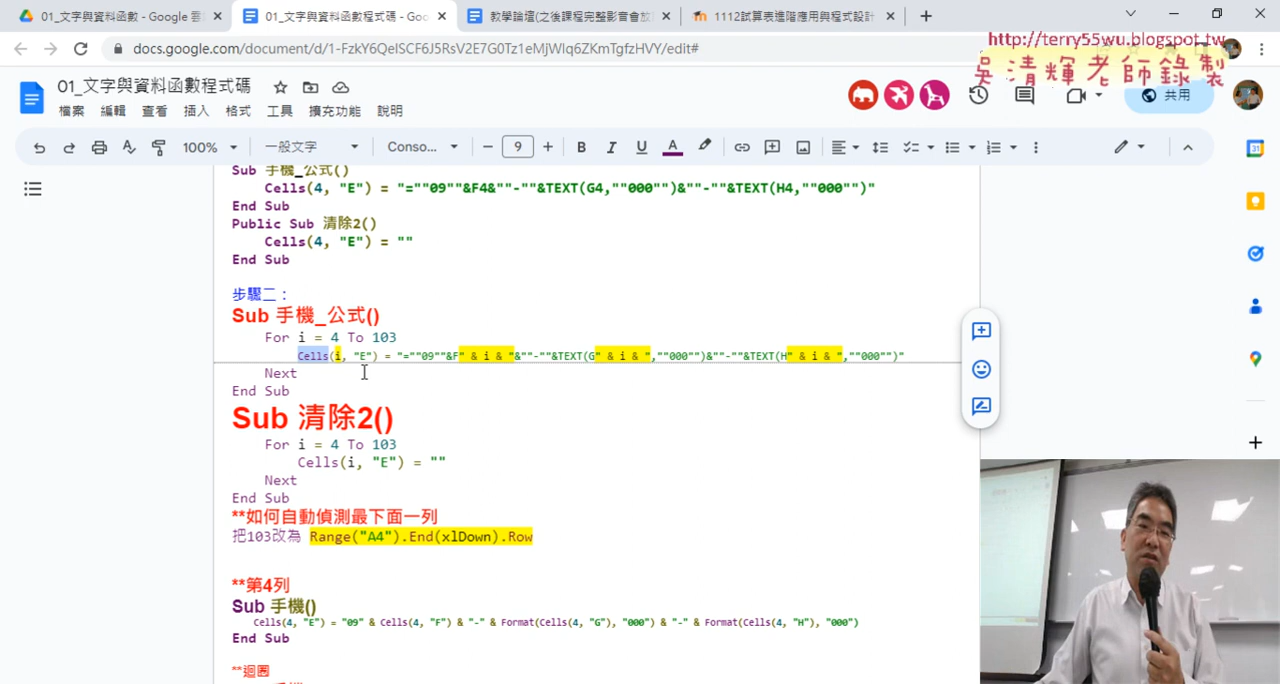 01_文字與資料函數 - Google 雲
01_文字與資料函數程式碼 - Goo
教學論壇(之後課程完整影音會放
1112試算表進階應用與程式設計
docs.google.com/document/d/1-FzkY6QelSCF6J5RsV2E7G0Tz1eMjWIq6ZKmTgfzHVY/edit#
http://terry55wu.blogspot.tw
吳清輝老師錄製
01_文字與資料函數程式碼
檔案 編輯 查看 插入 格式 工具 擴充功能 說明
共用
100% 一般文字 Conso... 9 B I U A
Sub 手機_公式()
Cells(4, "E") = "=""09""&F4&""-""&TEXT(G4,""000"")&""-""&TEXT(H4,""000"")"
End Sub
Public Sub 清除2()
Cells(4, "E") = ""
End Sub
步驟二：
Sub 手機_公式()
For i = 4 To 103
Cells(i, "E") = "=""09""&F" & i & "&""-""&TEXT(G" & i & ",""000"")&""-""&TEXT(H" & i & ",""000"")"
Next
End Sub
Sub 清除2()
For i = 4 To 103
Cells(i, "E") = ""
Next
End Sub
**如何自動偵測最下面一列
把103改為 Range("A4").End(xlDown).Row
**第4列
Sub 手機()
Cells(4, "E") = "09" & Cells(4, "F") & "-" & Format(Cells(4, "G"), "000") & "-" & Format(Cells(4, "H"), "000")
End Sub
**迴圈
31